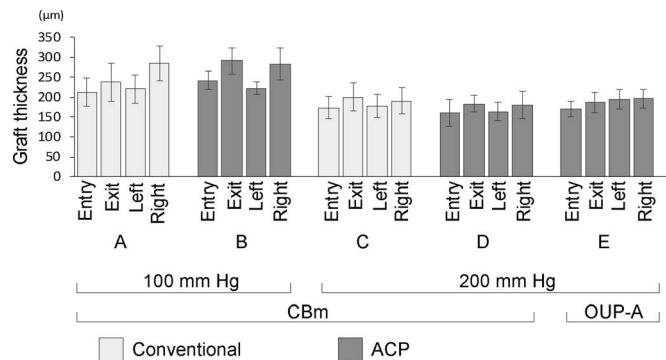 (μm)
Graft thickness
350
300
250
200
150
100
50
0
Entry Exit Left Right Entry Exit Left Right Entry Exit Left Right Entry Exit Left Right Entry Exit Left Right
A B C D E
100 mm Hg 200 mm Hg
CBm OUP-A
Conventional ACP